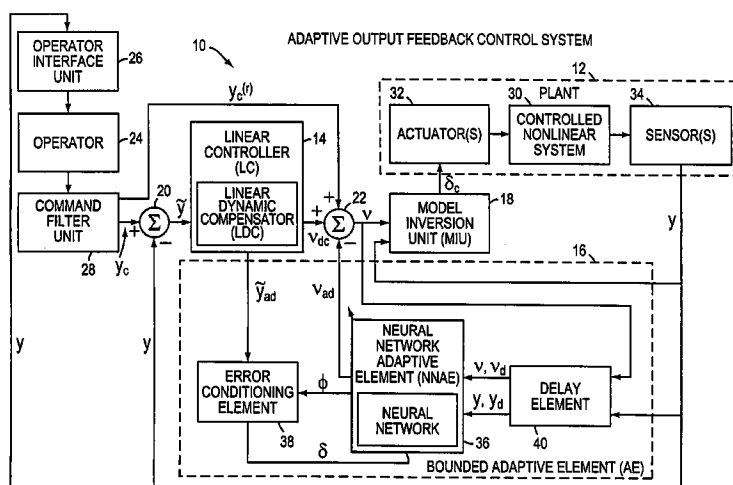 ADAPTIVE OUTPUT FEEDBACK CONTROL SYSTEM
10
OPERATOR
INTERFACE
UNIT
26
OPERATOR
24
COMMAND
FILTER
UNIT
28
y_c
+
−
20
Σ
ỹ
y_c^(r)
LINEAR
CONTROLLER
(LC)
14
LINEAR
DYNAMIC
COMPENSATOR
(LDC)
+
ν_dc
+
22
Σ
−
ν
ν_ad
ỹ_ad
12
PLANT
32
ACTUATOR(S)
30
CONTROLLED
NONLINEAR
SYSTEM
34
SENSOR(S)
δ_c
MODEL
INVERSION
UNIT (MIU)
18
y
16
ERROR
CONDITIONING
ELEMENT
38
ϕ
δ
NEURAL
NETWORK
ADAPTIVE
ELEMENT (NNAE)
NEURAL
NETWORK
36
ν, ν_d
y, y_d
DELAY
ELEMENT
40
BOUNDED ADAPTIVE ELEMENT (AE)
y
y